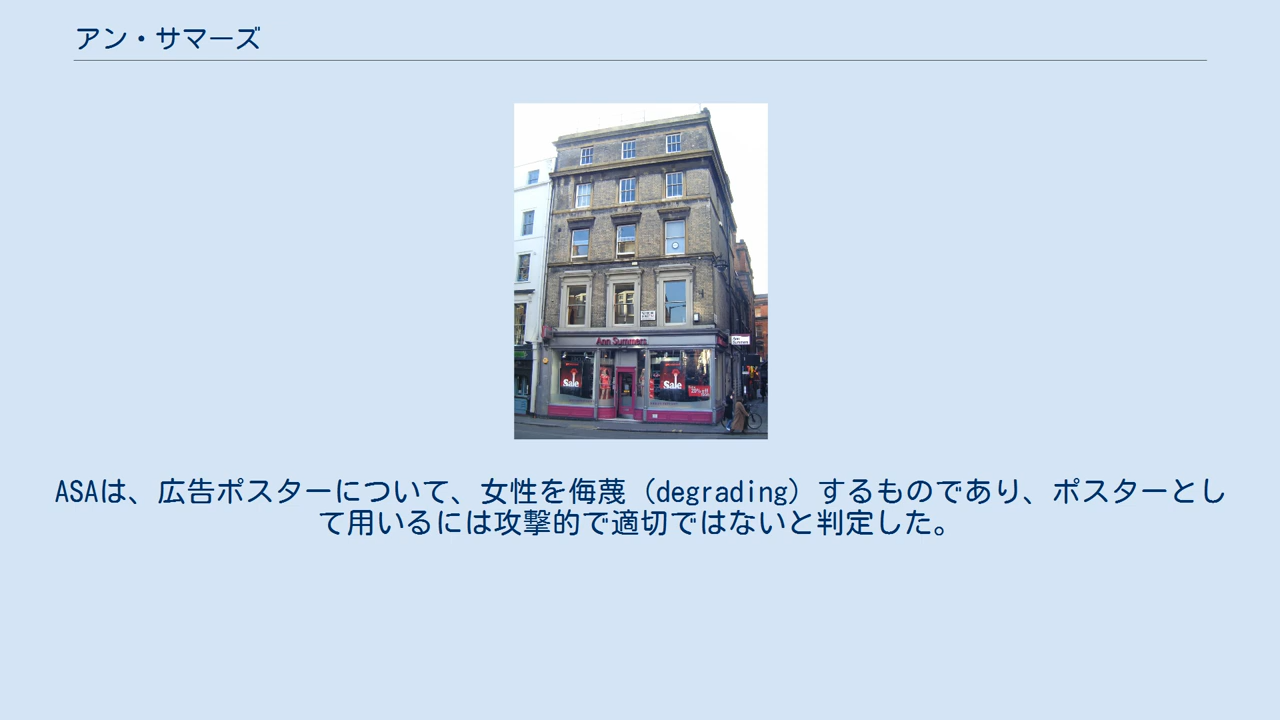 アン・サマーズ
Ann Summers
Ann
Summers
Sale
Sale
ASAは、広告ポスターについて、女性を侮蔑（degrading）するものであり、ポスターとし
て用いるには攻撃的で適切ではないと判定した。